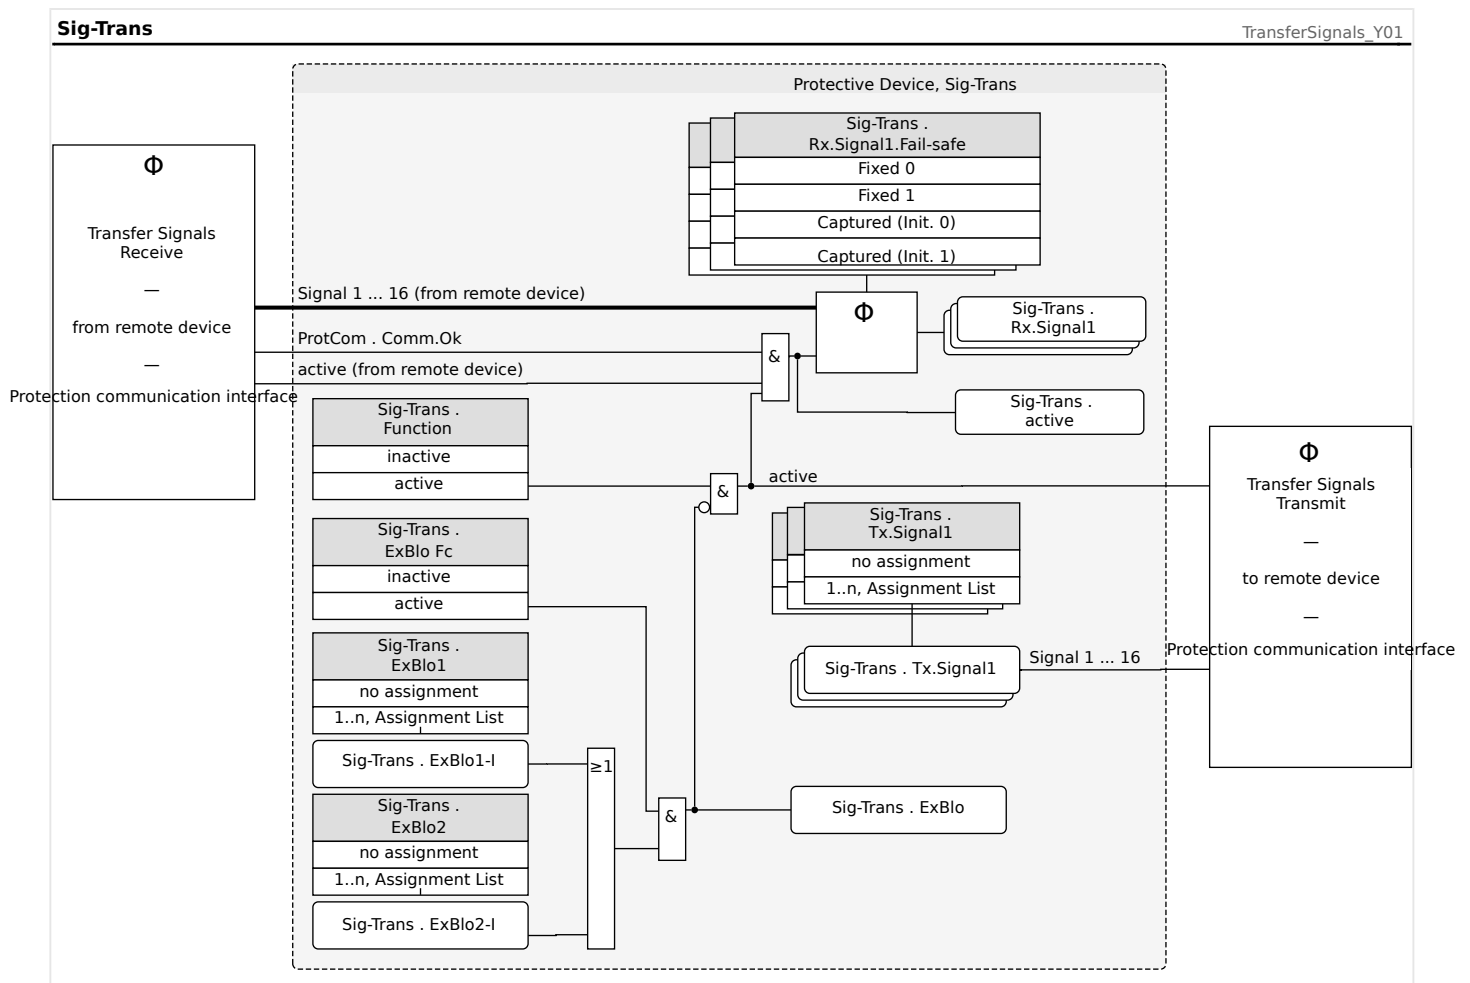 Sig-Trans
TransferSignals_Y01
Protective Device, Sig-Trans
Sig-Trans .
Rx.Signal1.Fail-safe
Fixed 0
Fixed 1
Captured (Init. 0)
Captured (Init. 1)
Φ
Transfer Signals
Receive
—
from remote device
—
Protection communication interface
Signal 1 ... 16 (from remote device)
ProtCom . Comm.Ok
active (from remote device)
&
Φ
Sig-Trans .
Rx.Signal1
Sig-Trans .
active
Sig-Trans .
Function
inactive
active
&
active
Sig-Trans .
ExBlo Fc
inactive
active
Sig-Trans .
Tx.Signal1
no assignment
1..n, Assignment List
Sig-Trans . Tx.Signal1
Signal 1 ... 16
Φ
Transfer Signals
Transmit
—
to remote device
—
Protection communication interface
Sig-Trans .
ExBlo1
no assignment
1..n, Assignment List
Sig-Trans . ExBlo1-I
≥1
Sig-Trans .
ExBlo2
no assignment
1..n, Assignment List
Sig-Trans . ExBlo2-I
&
Sig-Trans . ExBlo